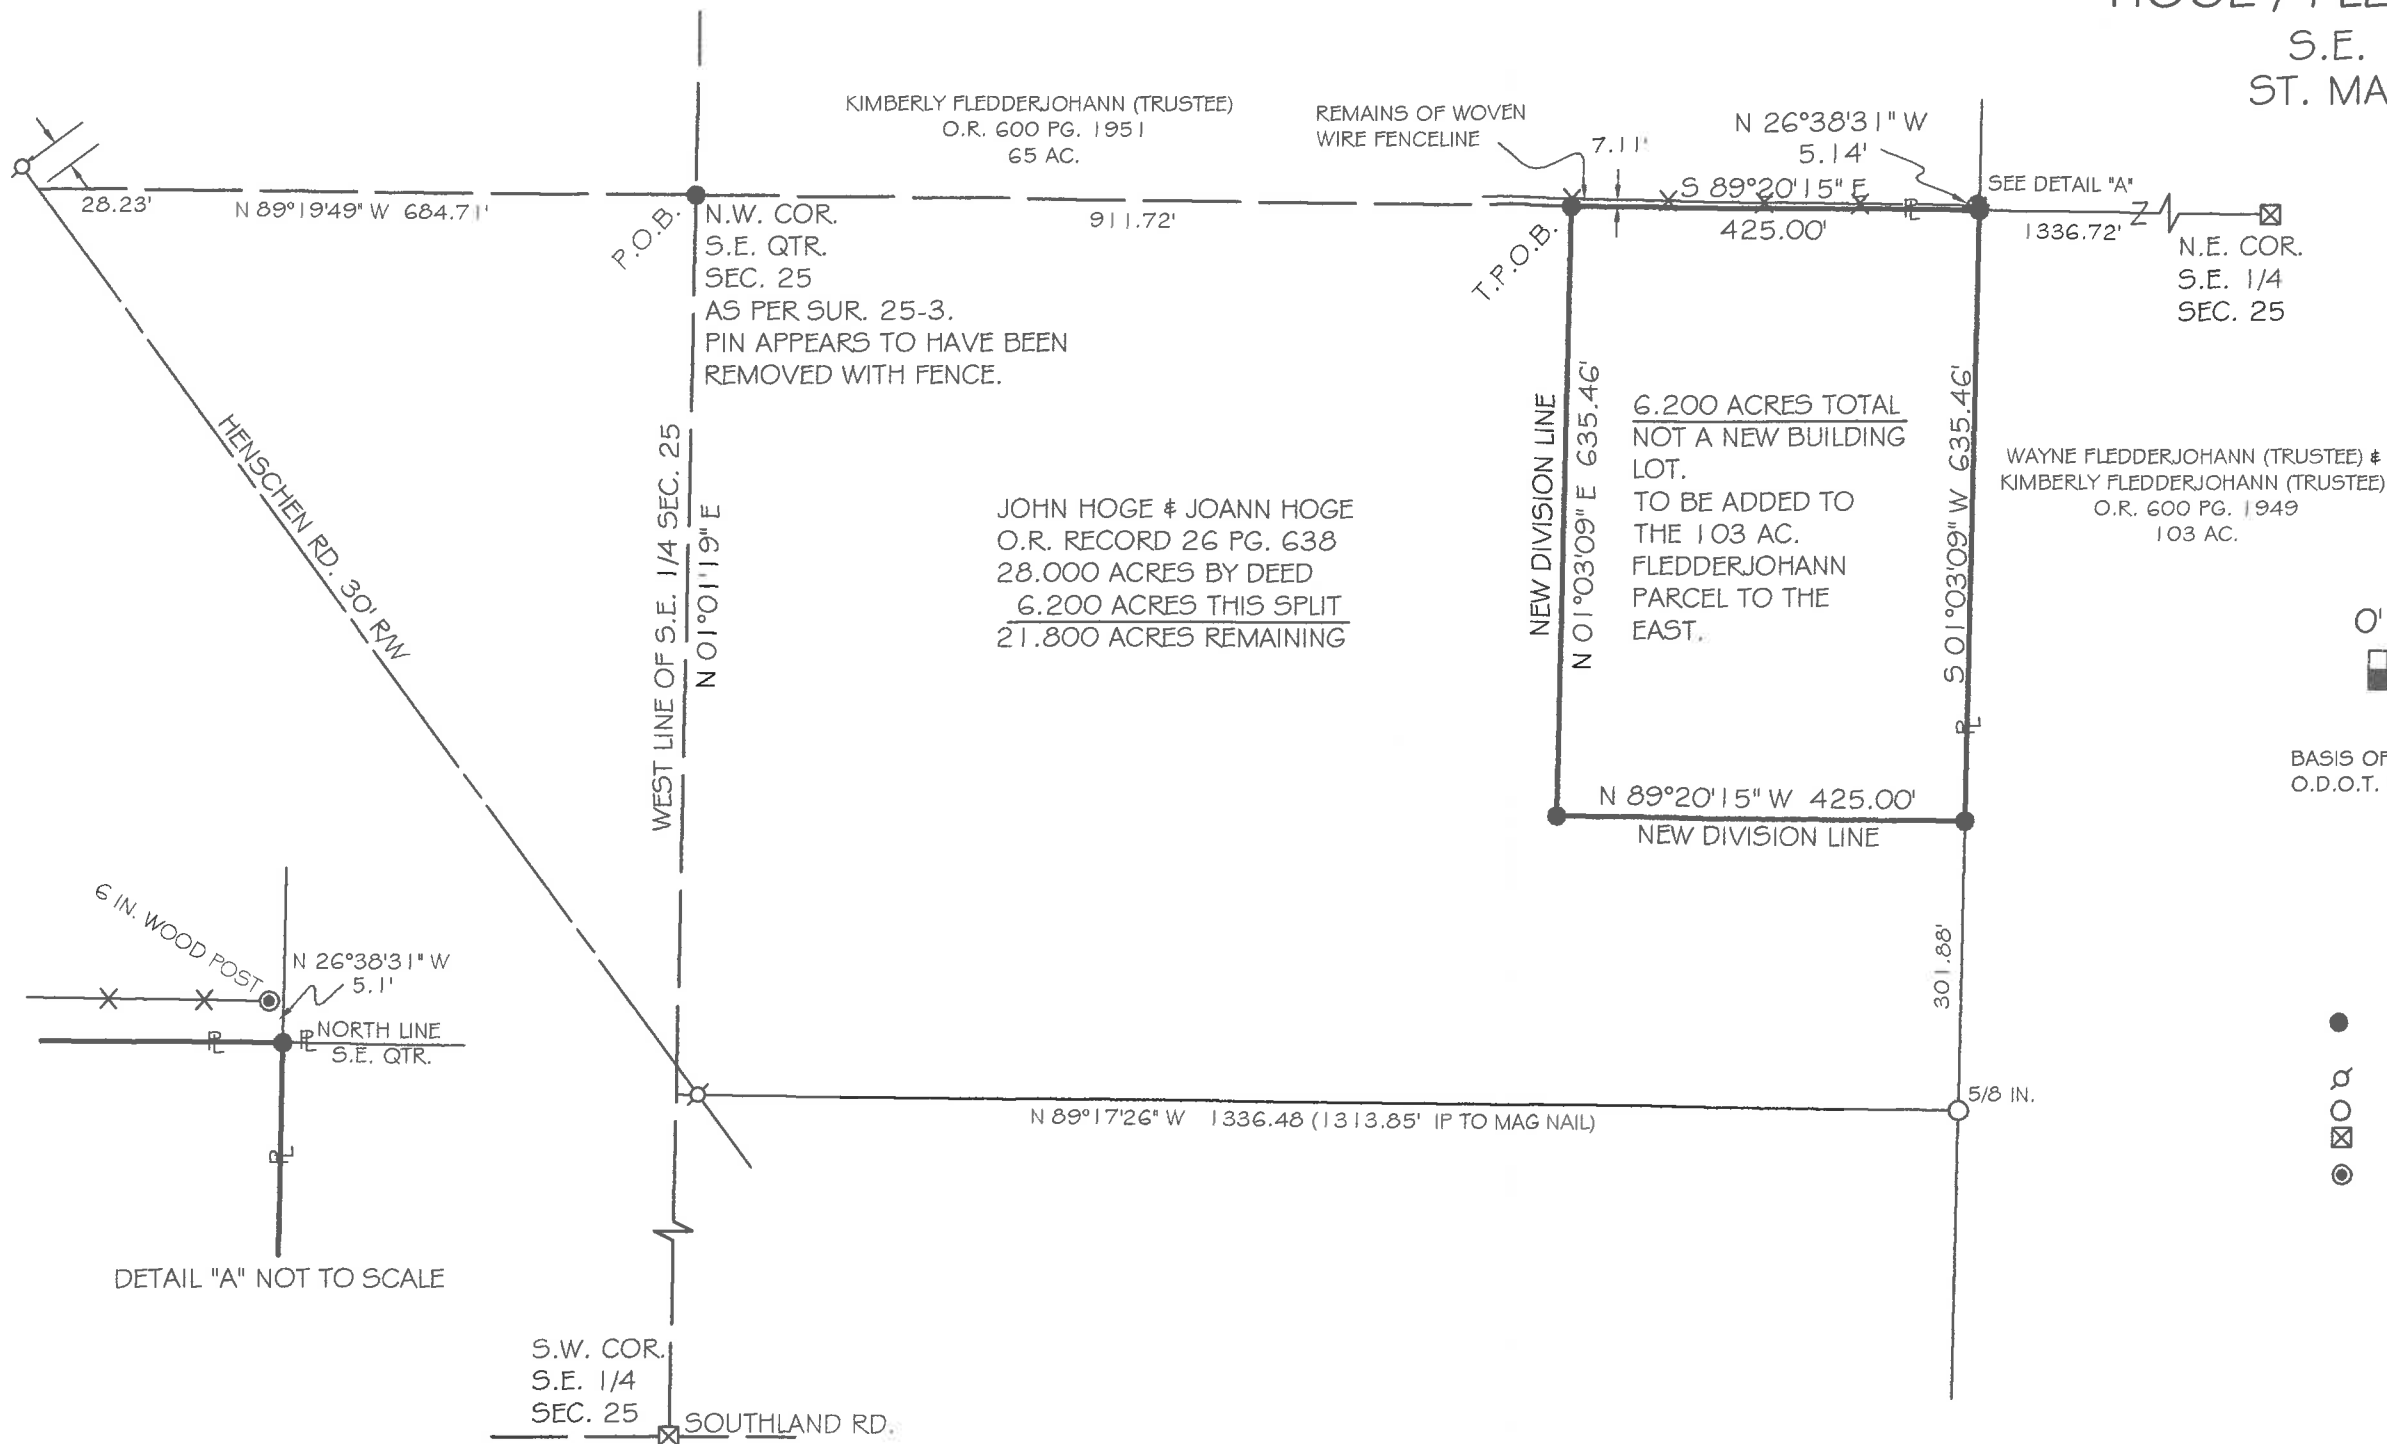 S.E.
ST. MA
KIMBERLY FLEDDERJOHANN (TRUSTEE)
O.R. 600 PG. 1951
65 AC.
REMAINS OF WOVEN
WIRE FENCELINE
7.11'
N 26°38'31" W
5.14'
SEE DETAIL "A"
28.23'
N 89°19'49" W 684.71'
P.O.B.
N.W. COR.
S.E. QTR.
SEC. 25
AS PER SUR. 25-3.
PIN APPEARS TO HAVE BEEN
REMOVED WITH FENCE.
911.72'
T.P.O.B.
S 89°20'15" E
425.00'
1336.72'
N.E. COR.
S.E. 1/4
SEC. 25
HENSCHEN RD. 30' R/W
WEST LINE OF S.E. 1/4 SEC. 25
N 01°01'19" E
JOHN HOGE & JOANN HOGE
O.R. RECORD 26 PG. 638
28.000 ACRES BY DEED
6.200 ACRES THIS SPLIT
21.800 ACRES REMAINING
NEW DIVISION LINE
N 01°03'09" E 635.46'
6.200 ACRES TOTAL
NOT A NEW BUILDING
LOT.
TO BE ADDED TO
THE 103 AC.
FLEDDERJOHANN
PARCEL TO THE
EAST.
S 01°03'09" W 635.46'
PL
WAYNE FLEDDERJOHANN (TRUSTEE) &
KIMBERLY FLEDDERJOHANN (TRUSTEE)
O.R. 600 PG. 1949
103 AC.
0'
BASIS OF
O.D.O.T.
N 89°20'15" W 425.00'
NEW DIVISION LINE
301.88'
5/8 IN.
N 89°17'26" W 1336.48 (1313.85' IP TO MAG NAIL)
6 IN. WOOD POST
N 26°38'31" W
5.1'
PL
PL
NORTH LINE
S.E. QTR.
PL
DETAIL "A" NOT TO SCALE
S.W. COR.
S.E. 1/4
SEC. 25
SOUTHLAND RD.